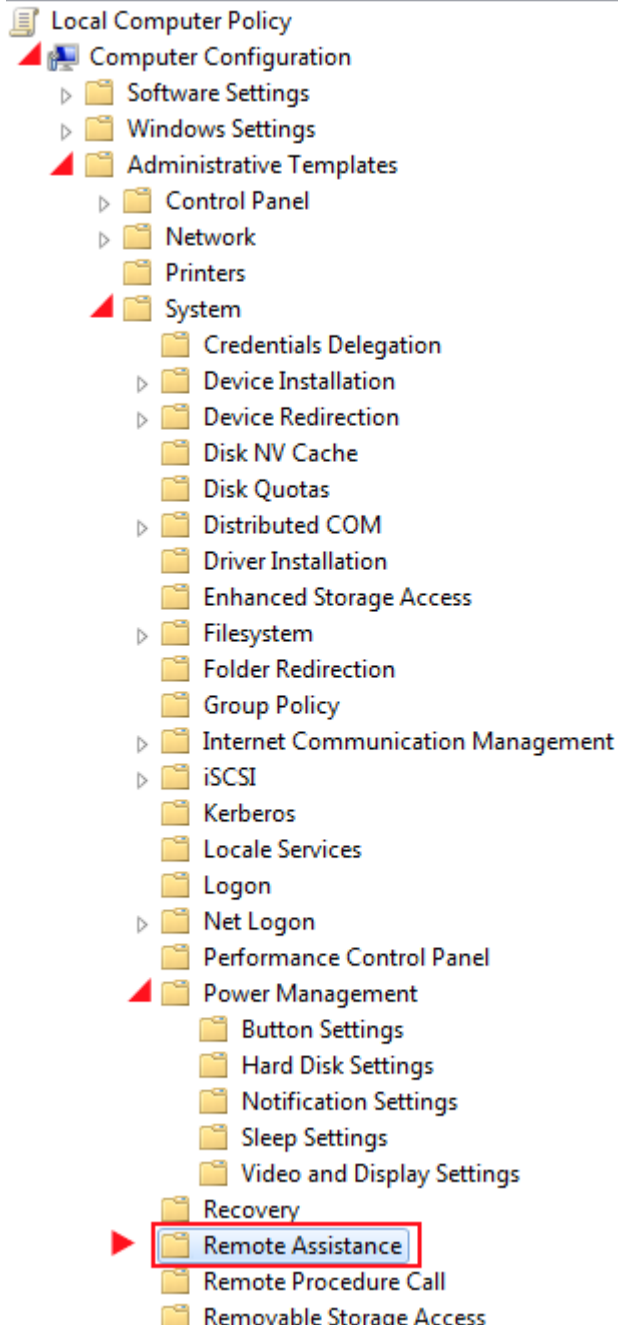 Local Computer Policy
Computer Configuration
Software Settings
Windows Settings
Administrative Templates
Control Panel
Network
Printers
System
Credentials Delegation
Device Installation
Device Redirection
Disk NV Cache
Disk Quotas
Distributed COM
Driver Installation
Enhanced Storage Access
Filesystem
Folder Redirection
Group Policy
Internet Communication Management
iSCSI
Kerberos
Locale Services
Logon
Net Logon
Performance Control Panel
Power Management
Button Settings
Hard Disk Settings
Notification Settings
Sleep Settings
Video and Display Settings
Recovery
Remote Assistance
Remote Procedure Call
Removable Storage Access